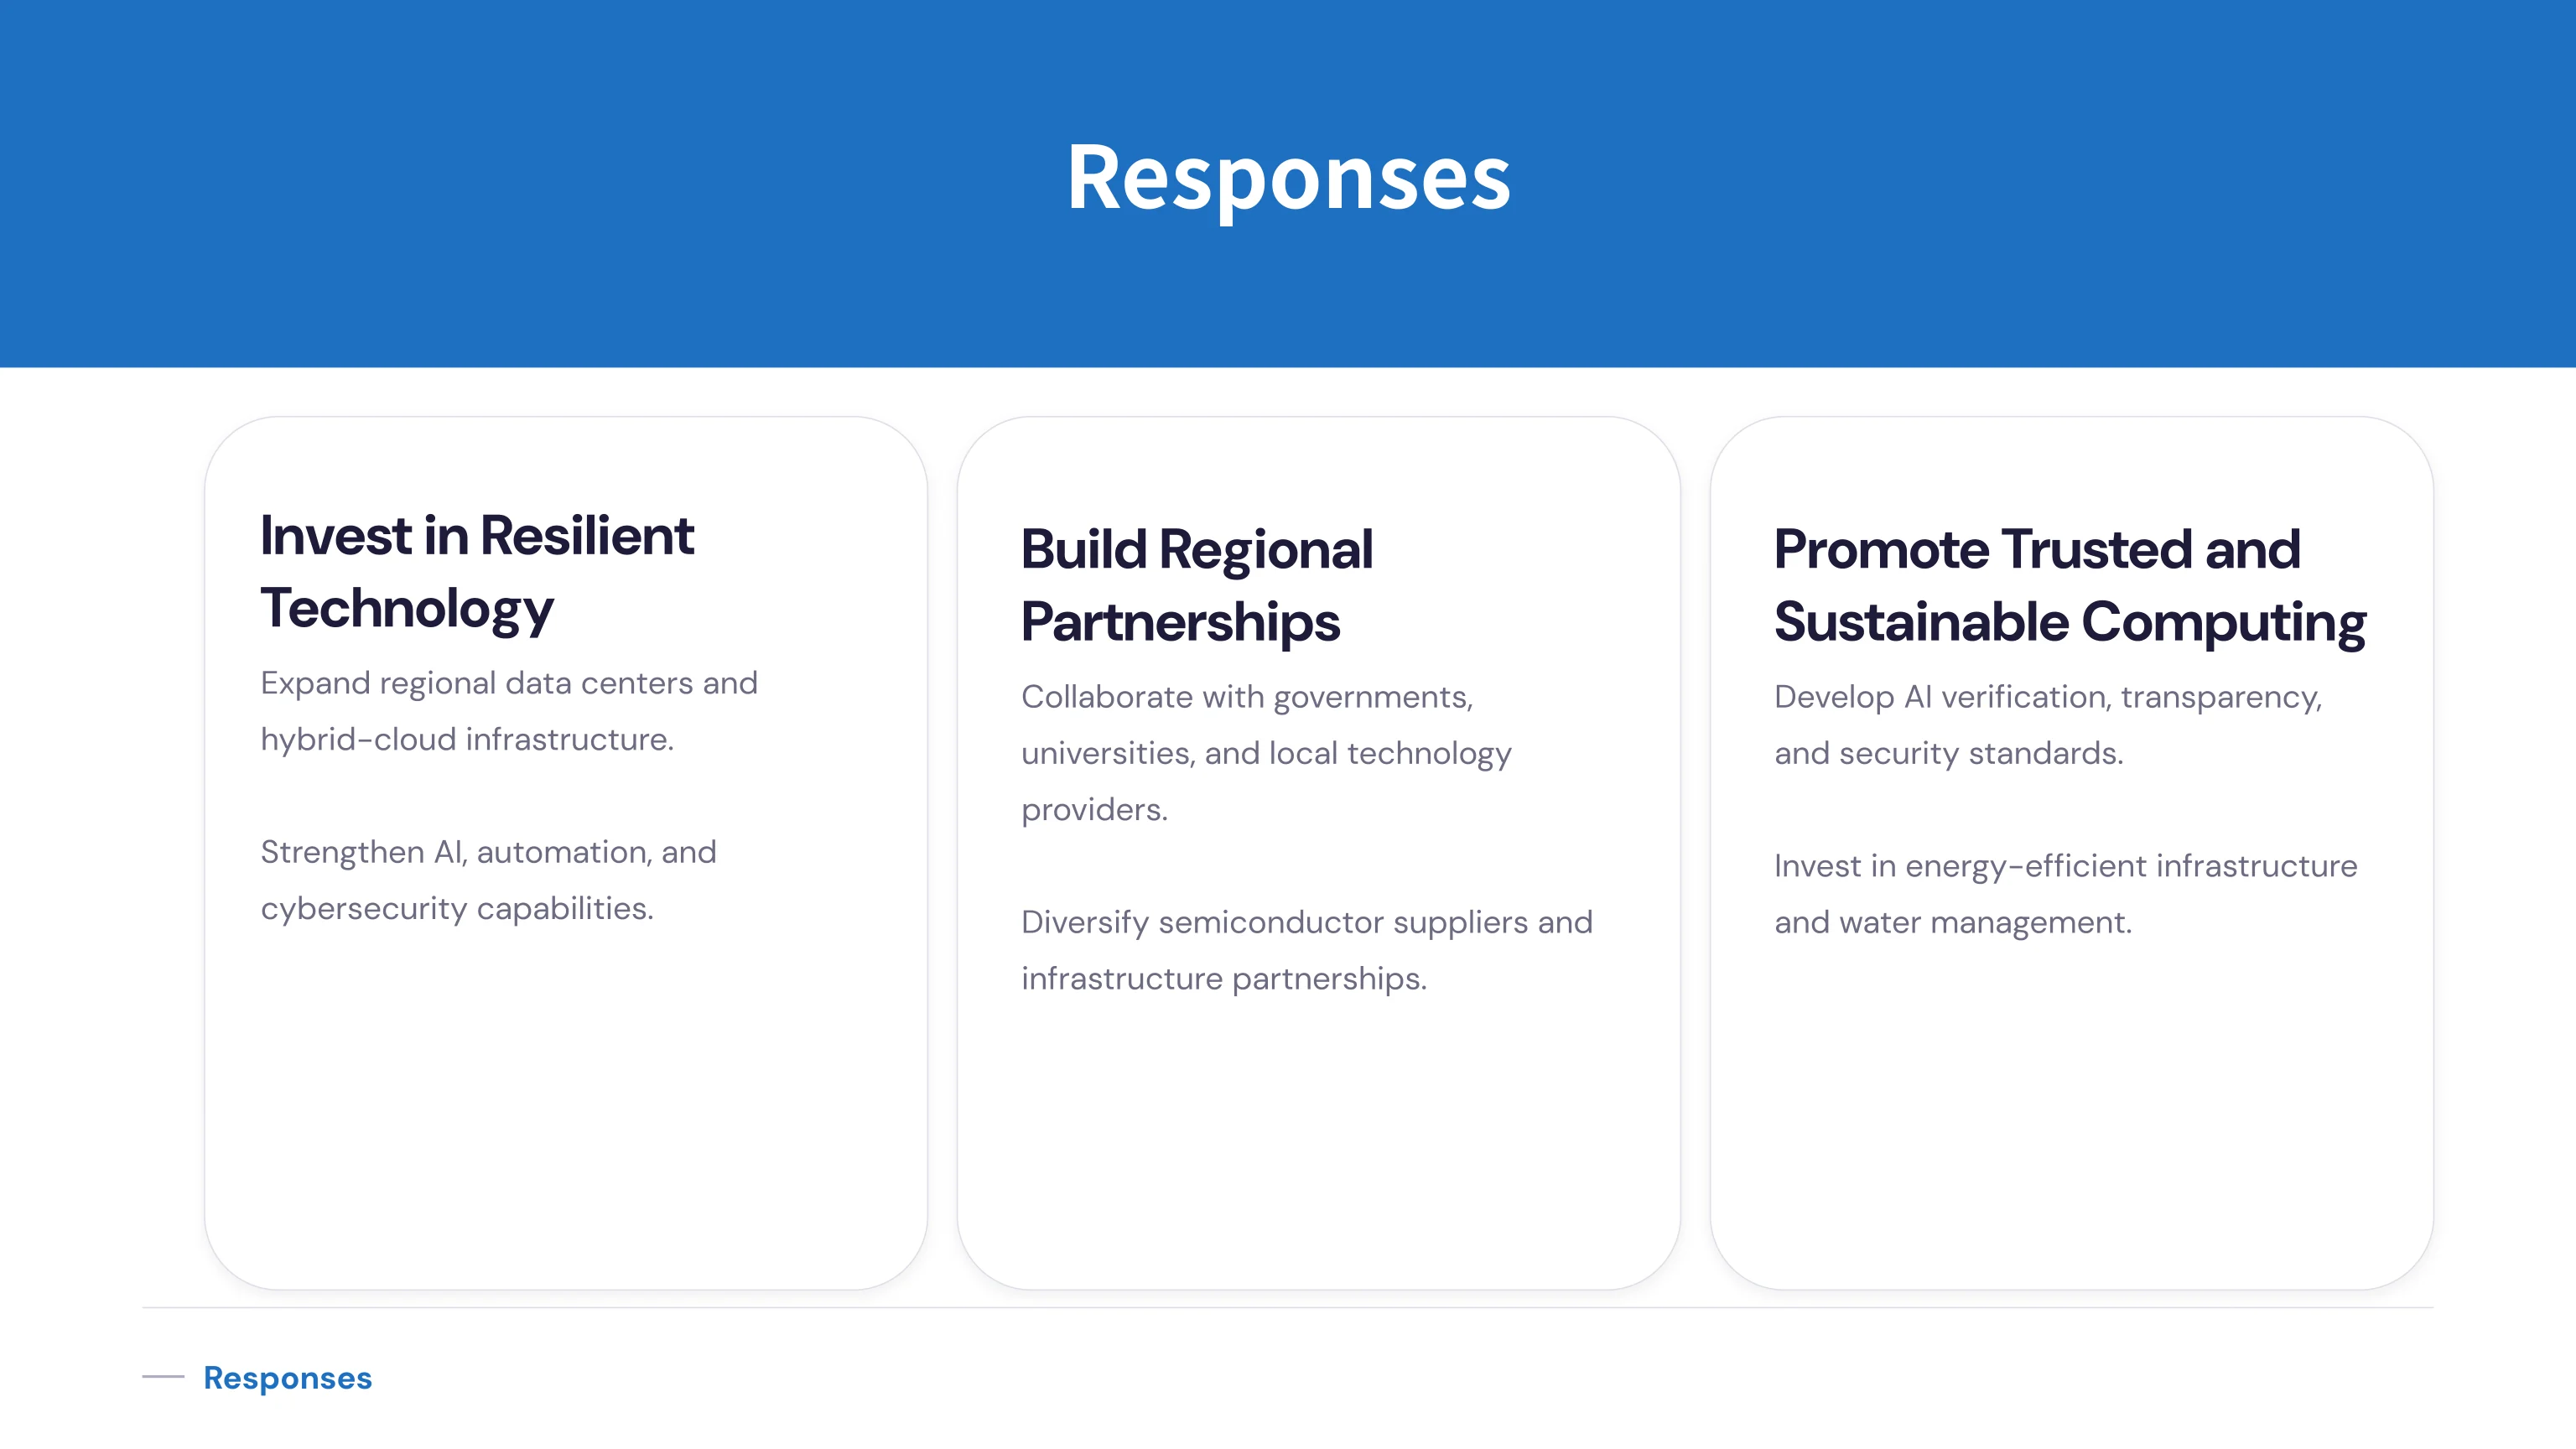 Responses
Invest in Resilient
Technology
Expand regional data centers and
hybrid-cloud infrastructure.
Strengthen AI, automation, and
cybersecurity capabilities.
Build Regional
Partnerships
Collaborate with governments,
universities, and local technology
providers.
Diversify semiconductor suppliers and
infrastructure partnerships.
Promote Trusted and
Sustainable Computing
Develop AI verification, transparency,
and security standards.
Invest in energy-efficient infrastructure
and water management.
Responses